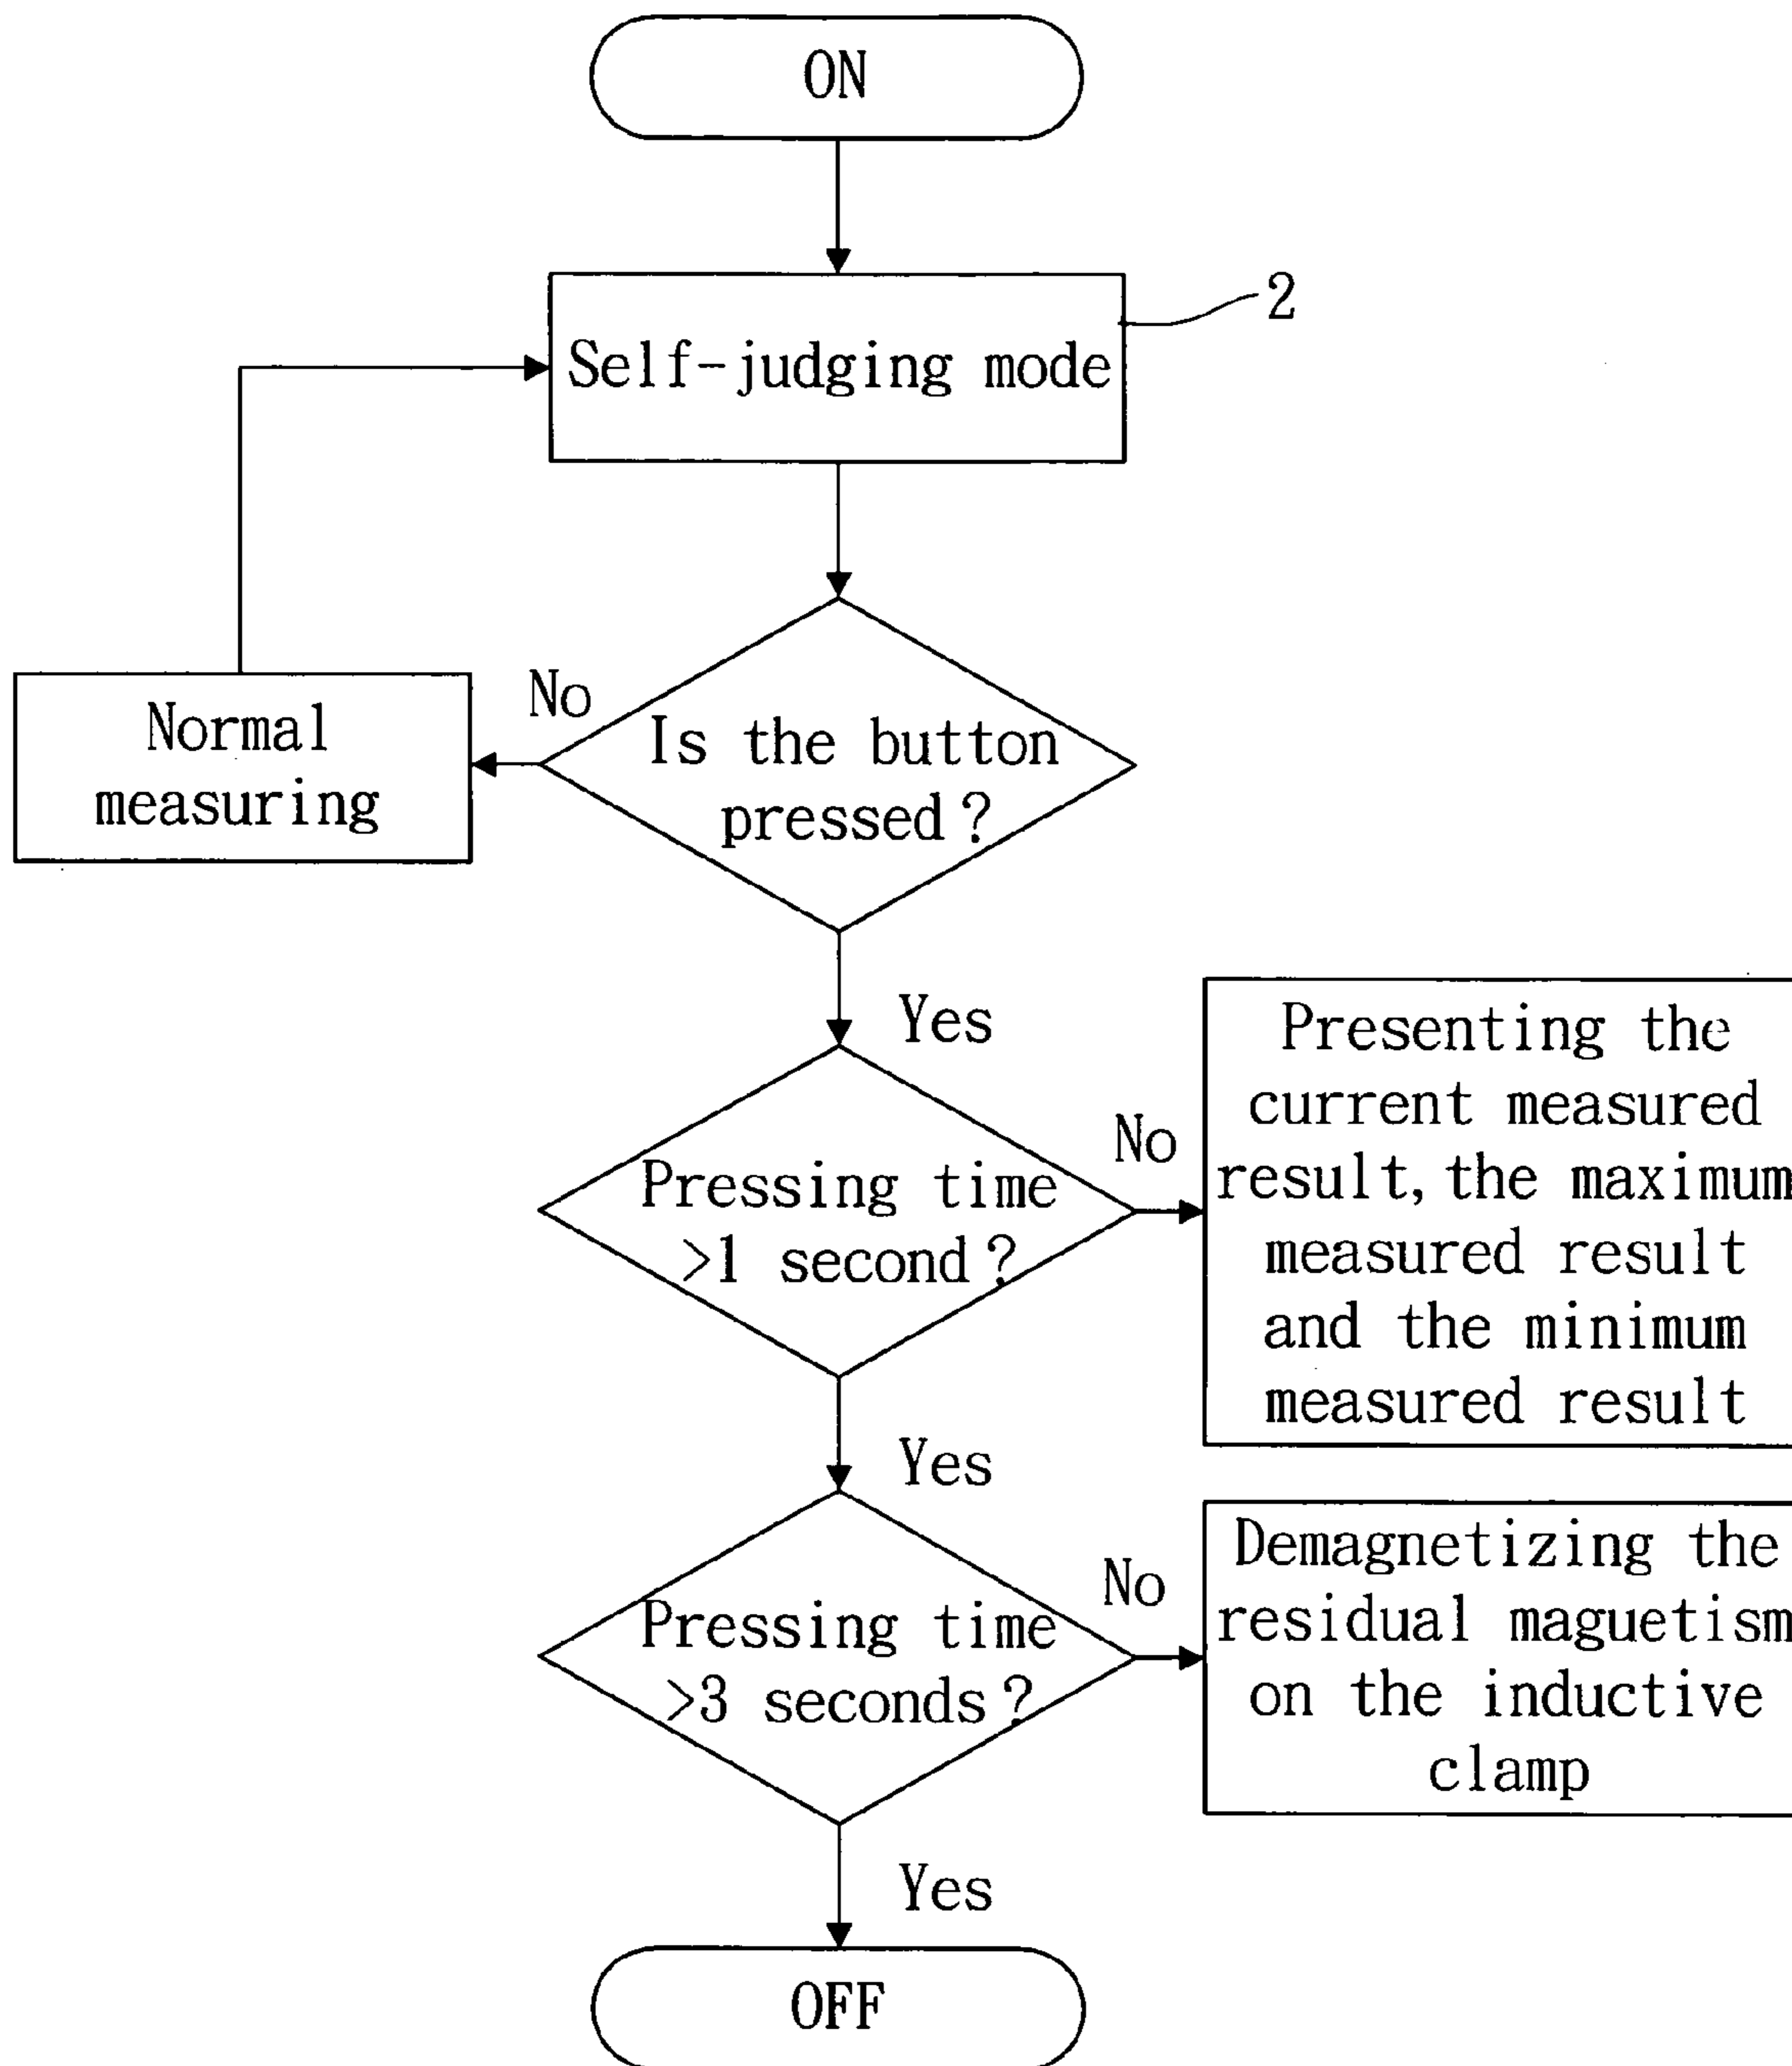 ON
2
Self-judging mode
No
Normal
measuring
Is the button
pressed?
Yes
Pressing time
>1 second?
No
Presenting the
current measured
result, the maximum
measured result
and the minimum
measured result
Yes
Pressing time
>3 seconds?
No
Demagnetizing the
residual maguetism
on the inductive
clamp
Yes
OFF